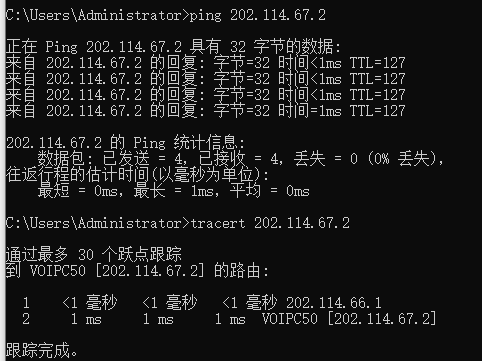 C:\Users\Administrator>ping 202.114.67.2
正在 Ping 202.114.67.2 具有 32 字节的数据:
来自 202.114.67.2 的回复: 字节=32 时间<1ms TTL=127
来自 202.114.67.2 的回复: 字节=32 时间<1ms TTL=127
来自 202.114.67.2 的回复: 字节=32 时间<1ms TTL=127
来自 202.114.67.2 的回复: 字节=32 时间=1ms TTL=127
202.114.67.2 的 Ping 统计信息:
数据包: 已发送 = 4, 已接收 = 4, 丢失 = 0 (0% 丢失),
往返行程的估计时间(以毫秒为单位):
最短 = 0ms, 最长 = 1ms, 平均 = 0ms
C:\Users\Administrator>tracert 202.114.67.2
通过最多 30 个跃点跟踪
到 VOIPC50 [202.114.67.2] 的路由:
1 <1 毫秒 <1 毫秒 <1 毫秒 202.114.66.1
2 1 ms 1 ms 1 ms VOIPC50 [202.114.67.2]
跟踪完成。